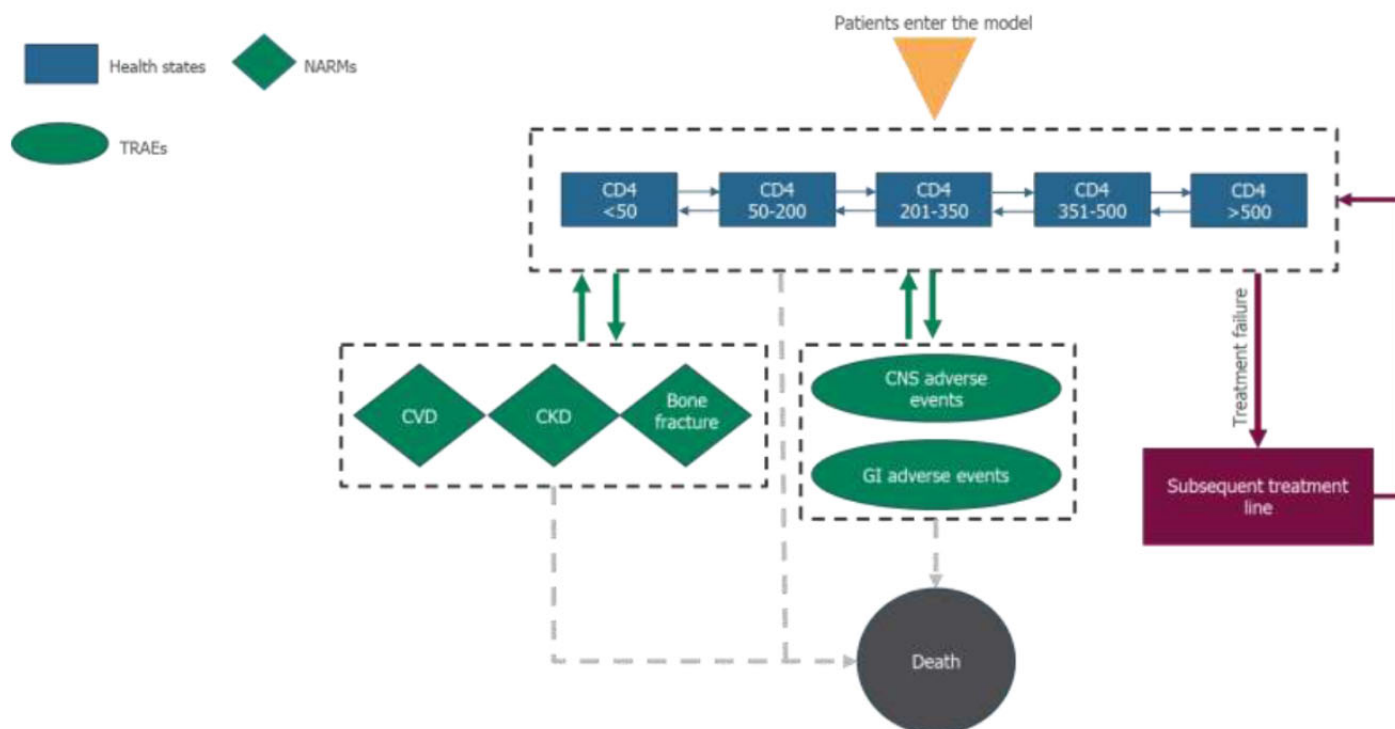 Patients enter the model
Health states
NARMs
TRAEs
CD4
<50
CD4
50-200
CD4
201-350
CD4
351-500
CD4
>500
Treatment failure
CVD
CKD
Bone
fracture
CNS adverse
events
GI adverse events
Subsequent treatment
line
Death